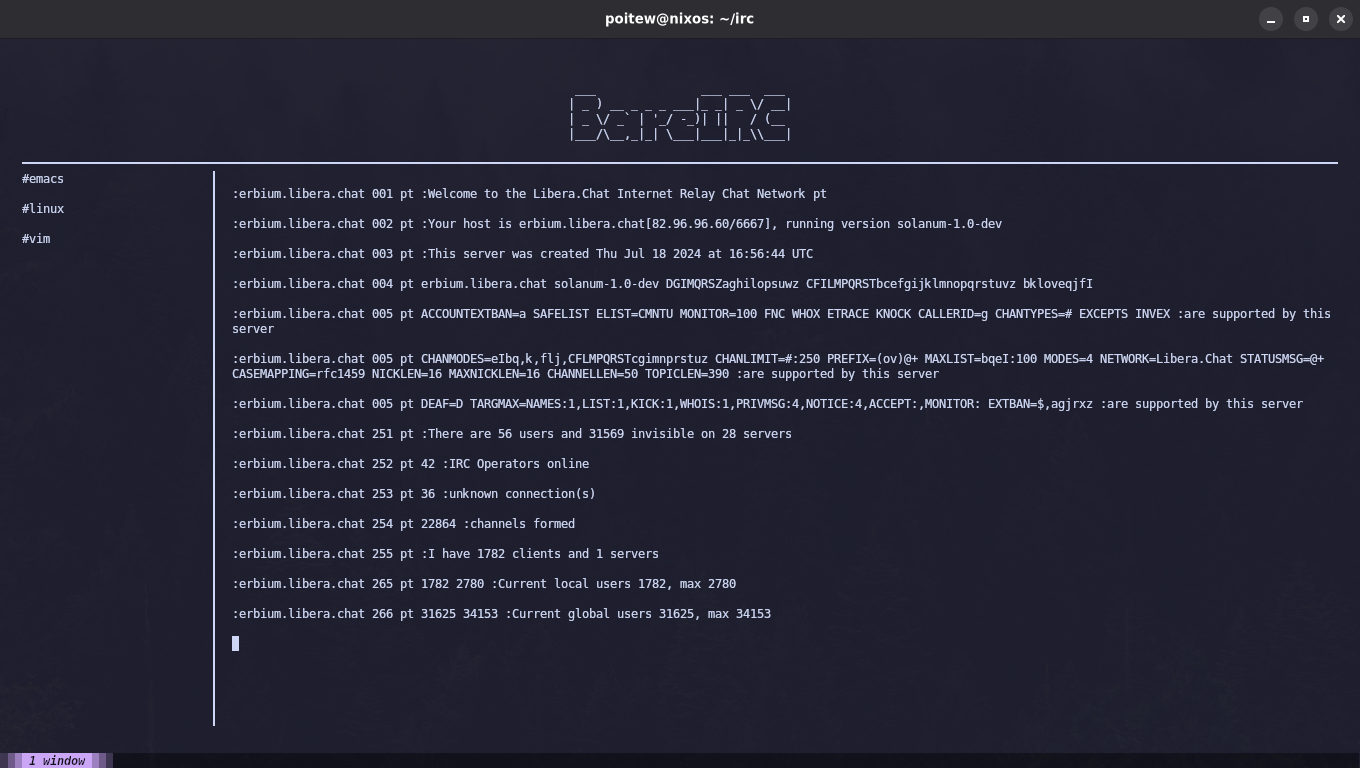 poitew@nixos: ~/irc
BareIRC
#emacs
#linux
#vim
:erbium.libera.chat 001 pt :Welcome to the Libera.Chat Internet Relay Chat Network pt
:erbium.libera.chat 002 pt :Your host is erbium.libera.chat[82.96.96.60/6667], running version solanum-1.0-dev
:erbium.libera.chat 003 pt :This server was created Thu Jul 18 2024 at 16:56:44 UTC
:erbium.libera.chat 004 pt erbium.libera.chat solanum-1.0-dev DGIMQRSZaghilopsuwz CFILMPQRSTbcefgijklmnopqrstuvz bkloveqjfI
:erbium.libera.chat 005 pt ACCOUNTEXTBAN=a SAFELIST ELIST=CMNTU MONITOR=100 FNC WHOX ETRACE KNOCK CALLERID=g CHANTYPES=# EXCEPTS INVEX :are supported by this
server
:erbium.libera.chat 005 pt CHANMODES=eIbq,k,flj,CFLMPQRSTcgimnprstuz CHANLIMIT=#:250 PREFIX=(ov)@+ MAXLIST=bqeI:100 MODES=4 NETWORK=Libera.Chat STATUSMSG=@+
CASEMAPPING=rfc1459 NICKLEN=16 MAXNICKLEN=16 CHANNELLEN=50 TOPICLEN=390 :are supported by this server
:erbium.libera.chat 005 pt DEAF=D TARGMAX=NAMES:1,LIST:1,KICK:1,WHOIS:1,PRIVMSG:4,NOTICE:4,ACCEPT:,MONITOR: EXTBAN=$,agjrxz :are supported by this server
:erbium.libera.chat 251 pt :There are 56 users and 31569 invisible on 28 servers
:erbium.libera.chat 252 pt 42 :IRC Operators online
:erbium.libera.chat 253 pt 36 :unknown connection(s)
:erbium.libera.chat 254 pt 22864 :channels formed
:erbium.libera.chat 255 pt :I have 1782 clients and 1 servers
:erbium.libera.chat 265 pt 1782 2780 :Current local users 1782, max 2780
:erbium.libera.chat 266 pt 31625 34153 :Current global users 31625, max 34153
1 window